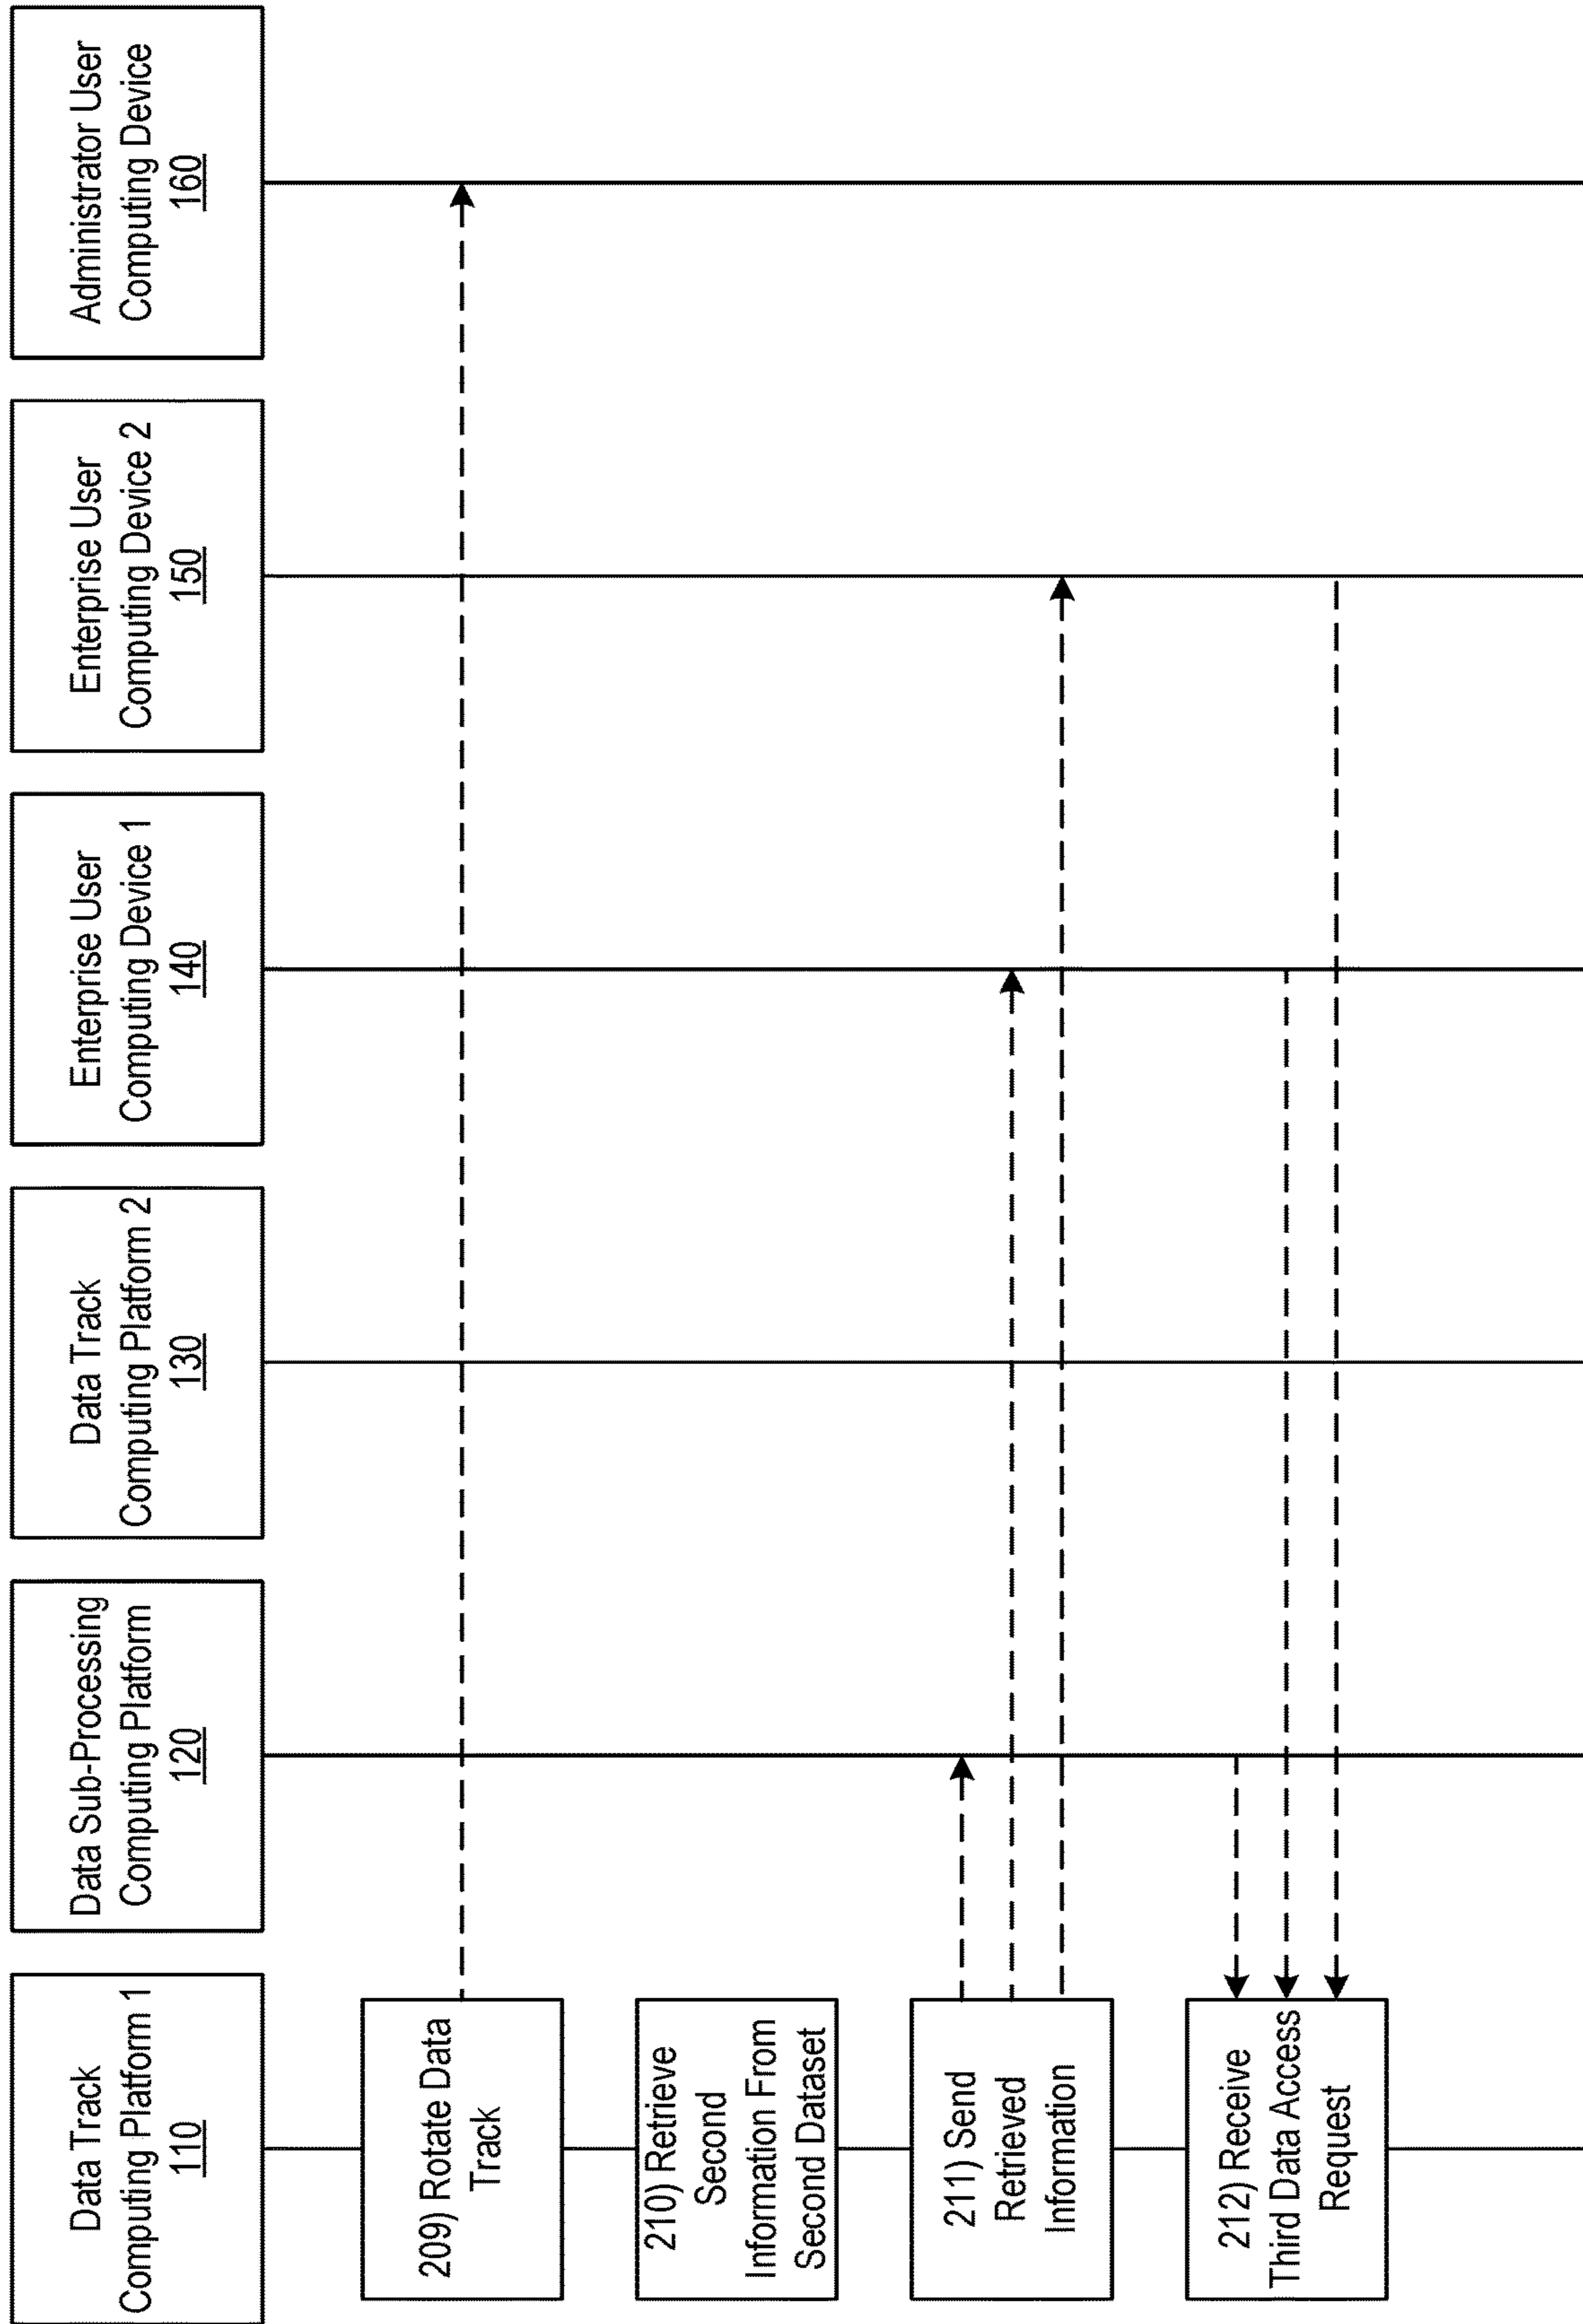 Data Track
Computing Platform 1
110
Data Sub-Processing
Computing Platform
120
Data Track
Computing Platform 2
130
Enterprise User
Computing Device 1
140
Enterprise User
Computing Device 2
150
Administrator User
Computing Device
160
209) Rotate Data
Track
210) Retrieve
Second
Information From
Second Dataset
2111) Send
Retrieved
Information
212) Receive
Third Data Access
Request